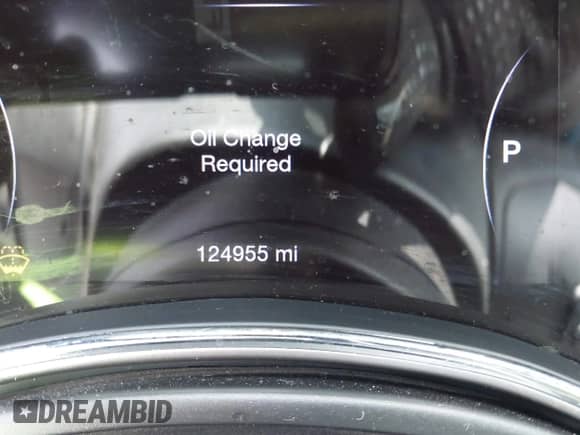 Oil Change
Required
P
124955 mi
DREAMBID